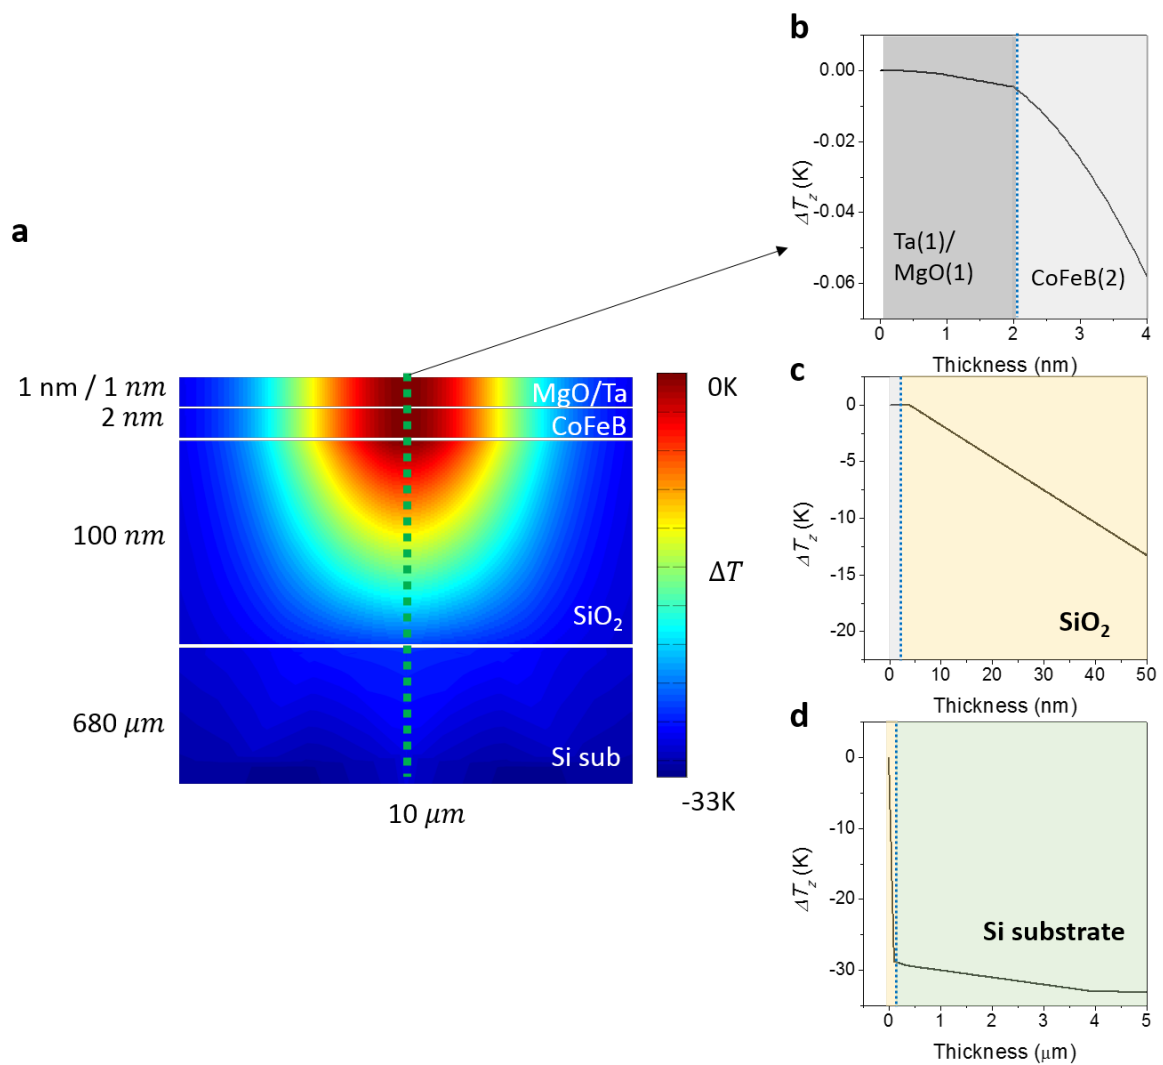 a
1 nm / 1 nm
2 nm
100 nm
680 μm
MgO/Ta
CoFeB
SiO2
Si sub
10 μm
0K
ΔT
-33K
b
0.00
-0.02
-0.04
-0.06
ΔTz (K)
Ta(1)/
MgO(1)
CoFeB(2)
0 1 2 3 4
Thickness (nm)
c
0
-5
-10
-15
-20
ΔTz (K)
SiO2
0 10 20 30 40 50
Thickness (nm)
d
0
-10
-20
-30
ΔTz (K)
Si substrate
0 1 2 3 4 5
Thickness (μm)